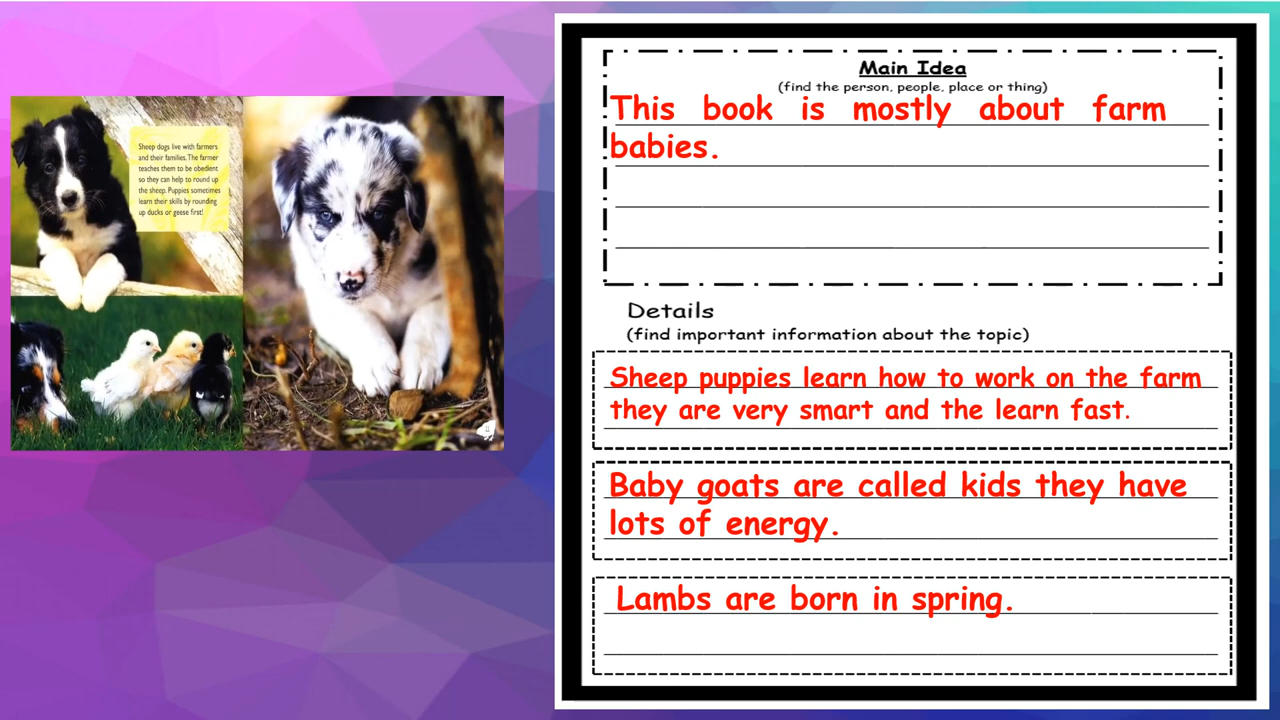 Sheep dogs live with farmers
and their families. The farmer
teaches them to be obedient
so they can help to round up
the sheep. Puppies sometimes
learn their skills by rounding
up ducks or geese first!
Main Idea
(find the person, people, place or thing)
This book is mostly about farm
babies.
Details
(find important information about the topic)
Sheep puppies learn how to work on the farm
they are very smart and the learn fast.
Baby goats are called kids they have
lots of energy.
Lambs are born in spring.